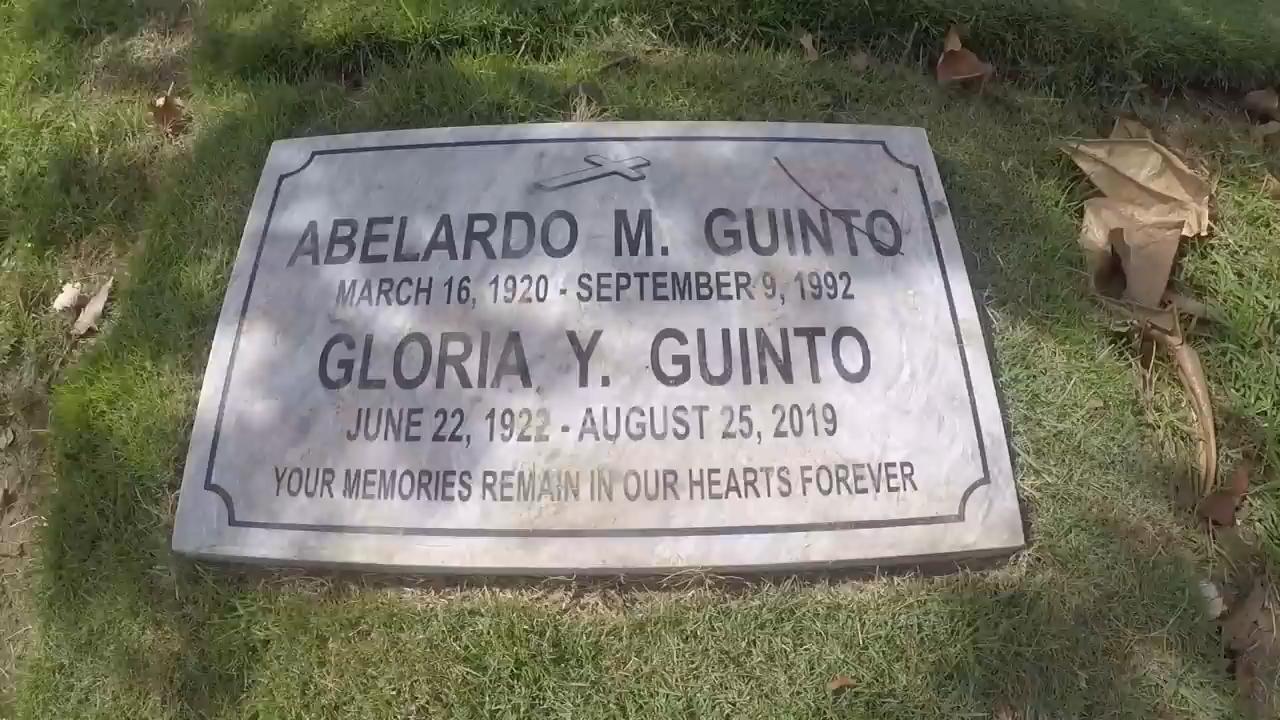 ABELARDO M. GUINTO
MARCH 16, 1920 - SEPTEMBER 9, 1992
GLORIA Y. GUINTO
JUNE 22, 1922 - AUGUST 25, 2019
YOUR MEMORIES REMAIN IN OUR HEARTS FOREVER